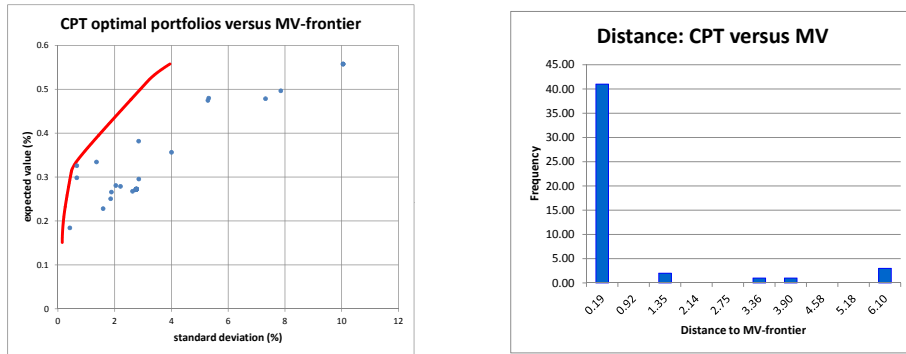 CPT optimal portfolios versus MV-frontier
0.6
0.5
0.4
0.3
0.2
0.1
0
expected value (%)
0 2 4 6 8 10 12
standard deviation (%)
Distance: CPT versus MV
45.00
40.00
35.00
30.00
25.00
20.00
15.00
10.00
5.00
0.00
Frequency
0.19 0.92 1.35 2.14 2.75 3.36 3.90 4.58 5.18 6.10
Distance to MV-frontier